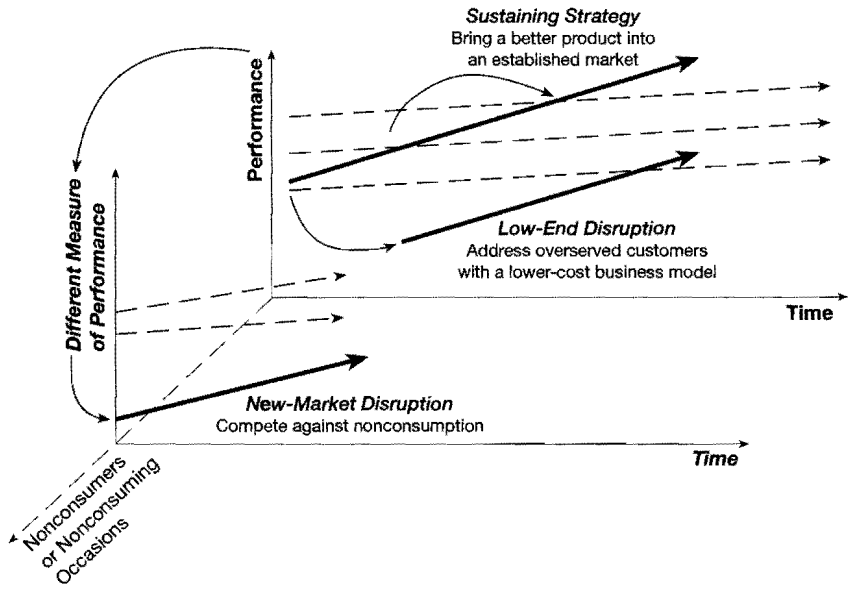 Sustaining Strategy
Bring a better product into
an established market
Performance
Different Measure
of Performance
Low-End Disruption
Address overserved customers
with a lower-cost business model
Time
New-Market Disruption
Compete against nonconsumption
Time
Nonconsumers
or Nonconsuming
Occasions